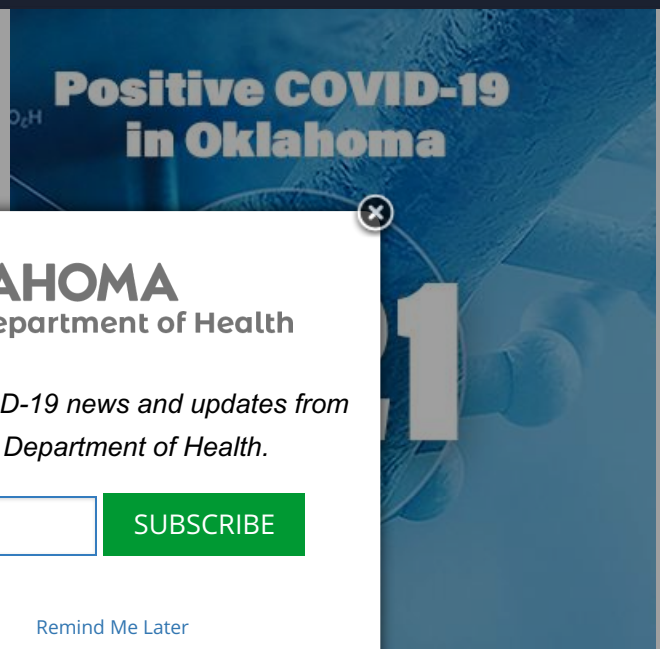 Positive COVID-19
in Oklahoma
O₂H
AHOMA
epartment of Health
D-19 news and updates from
Department of Health.
SUBSCRIBE
Remind Me Later